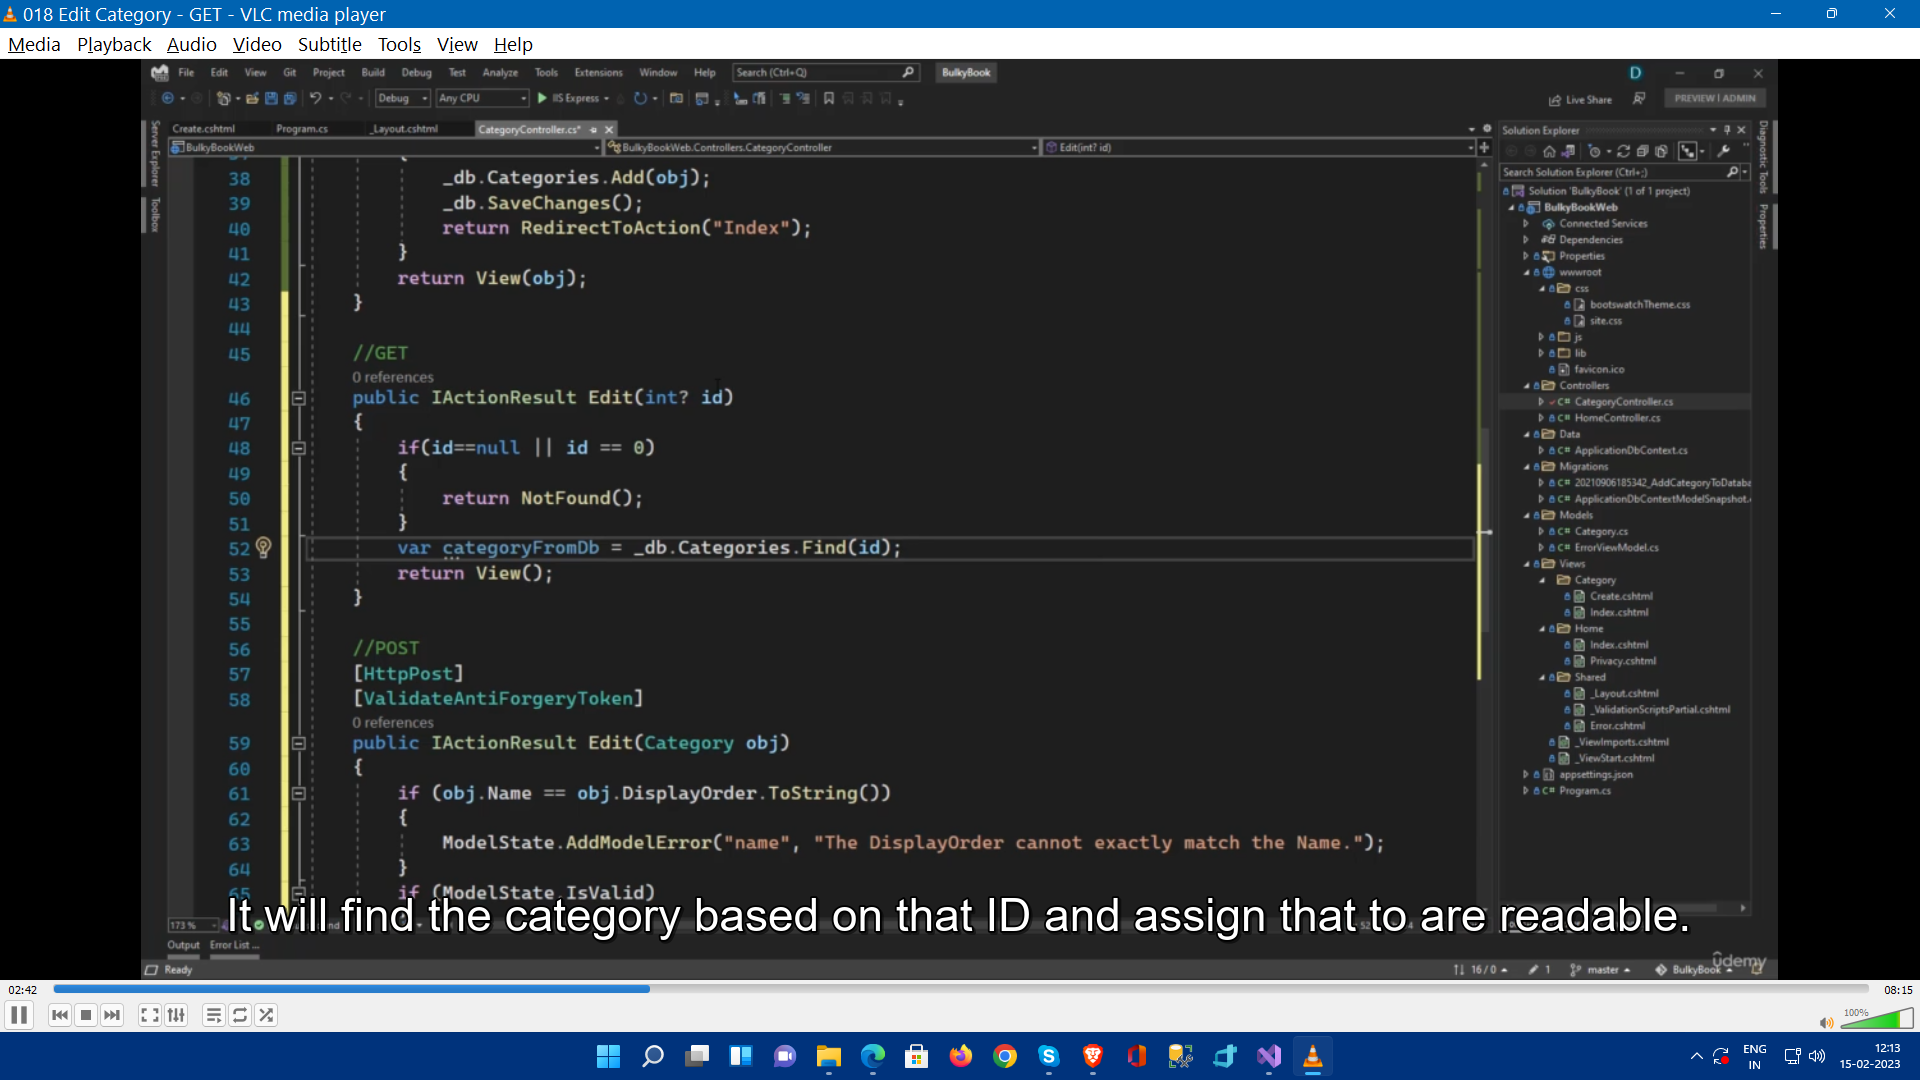 018 Edit Category - GET - VLC media player
Media Playback Audio Video Subtitle Tools View Help
File Edit View Git Project Build Debug Test Analyze Tools Extensions Window Help Search (Ctrl+Q) BulkyBook
Debug Any CPU IIS Express Live Share PREVIEW | ADMIN
Create.cshtml Program.cs _Layout.cshtml CategoryController.cs*
BulkyBookWeb BulkyBookWeb.Controllers.CategoryController Edit(int? id)
Server Explorer
Toolbox
38 _db.Categories.Add(obj);
39 _db.SaveChanges();
40 return RedirectToAction("Index");
41 }
42 return View(obj);
43 }
44
45 //GET
0 references
46 public IActionResult Edit(int? id)
47 {
48 if(id==null || id == 0)
49 {
50 return NotFound();
51 }
52 var categoryFromDb = _db.Categories.Find(id);
53 return View();
54 }
55
56 //POST
57 [HttpPost]
58 [ValidateAntiForgeryToken]
0 references
59 public IActionResult Edit(Category obj)
60 {
61 if (obj.Name == obj.DisplayOrder.ToString())
62 {
63 ModelState.AddModelError("name", "The DisplayOrder cannot exactly match the Name.");
64 }
65 if (ModelState.IsValid)
It will find the category based on that ID and assign that to are readable.
173 %
Output Error List ...
Ready 16 / 0 1 master BulkyBook
Solution Explorer
Search Solution Explorer (Ctrl+;)
Solution 'BulkyBook' (1 of 1 project)
BulkyBookWeb
Connected Services
Dependencies
Properties
wwwroot
css
bootswatchTheme.css
site.css
js
lib
favicon.ico
Controllers
CategoryController.cs
HomeController.cs
Data
ApplicationDbContext.cs
Migrations
20210906185342_AddCategoryToDataba
ApplicationDbContextModelSnapshot.
Models
Category.cs
ErrorViewModel.cs
Views
Category
Create.cshtml
Index.cshtml
Home
Index.cshtml
Privacy.cshtml
Shared
_Layout.cshtml
_ValidationScriptsPartial.cshtml
Error.cshtml
_ViewImports.cshtml
_ViewStart.cshtml
appsettings.json
Program.cs
Diagnostic Tools
Properties
udemy
02:42 08:15
100%
ENG
IN
12:13
15-02-2023